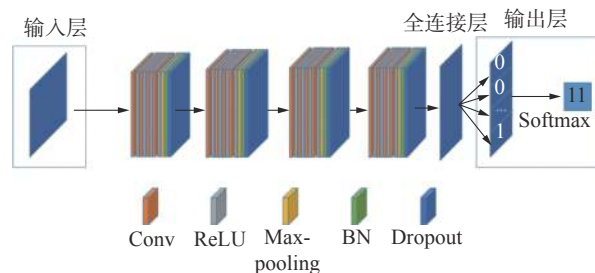 输入层
全连接层
输出层
0
0
...
1
11
Softmax
Conv
ReLU
Max-
pooling
BN
Dropout